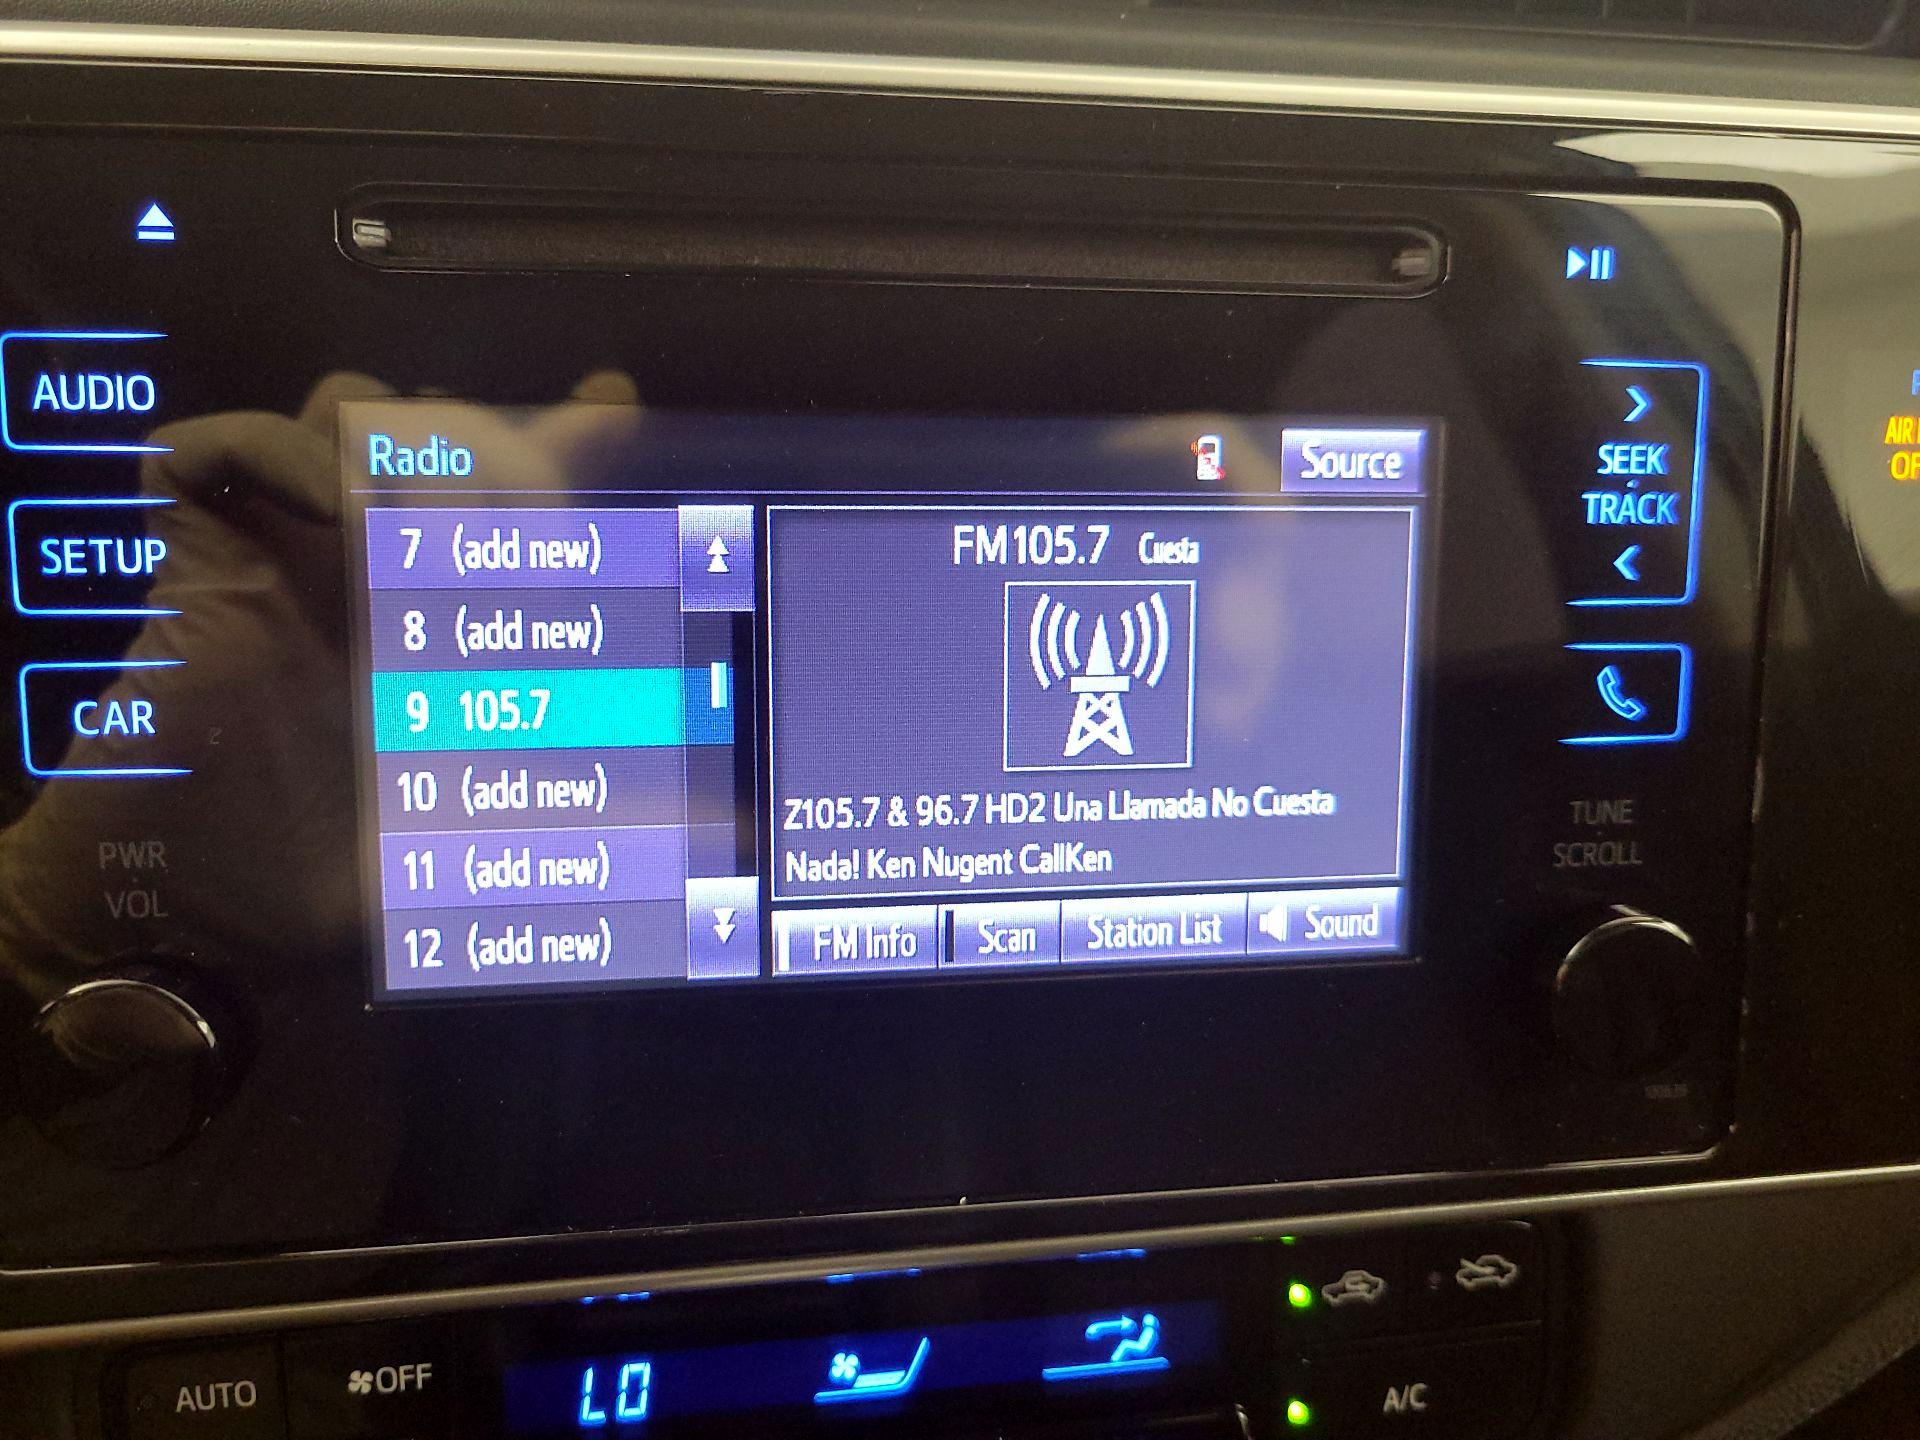 AUDIO
SETUP
CAR
PWR
VOL
Radio
Source
7 (add new)
8 (add new)
9 105.7
10 (add new)
11 (add new)
12 (add new)
FM105.7 Cuesta
Z105.7 & 96.7 HD2 Una Llamada No Cuesta
Nada! Ken Nugent CallKen
FM Info
Scan
Station List
Sound
SEEK
TRACK
TUNE
SCROLL
AIR
AUTO
OFF
LO
A/C